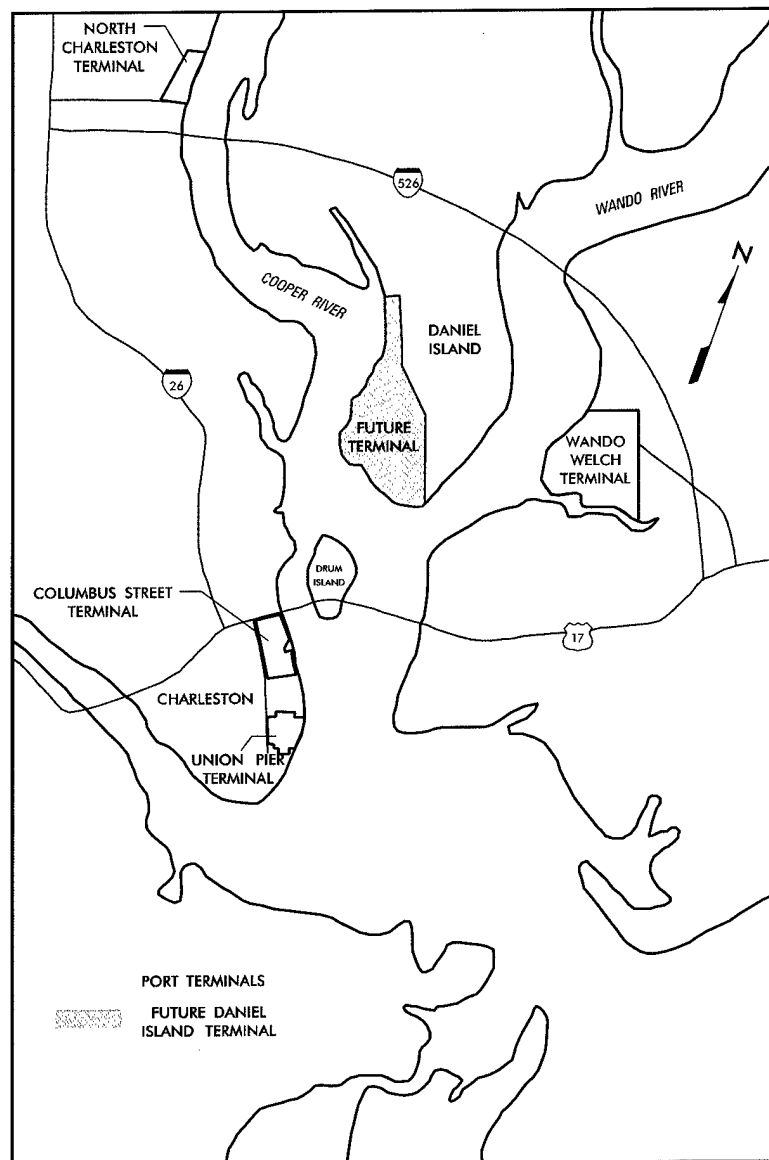 NORTH
CHARLESTON
TERMINAL
526
WANDO RIVER
N
COOPER RIVER
DANIEL
ISLAND
26
FUTURE
TERMINAL
WANDO
WELCH
TERMINAL
DRUM
ISLAND
COLUMBUS STREET
TERMINAL
17
CHARLESTON
UNION PIER
TERMINAL
PORT TERMINALS
FUTURE DANIEL
ISLAND TERMINAL